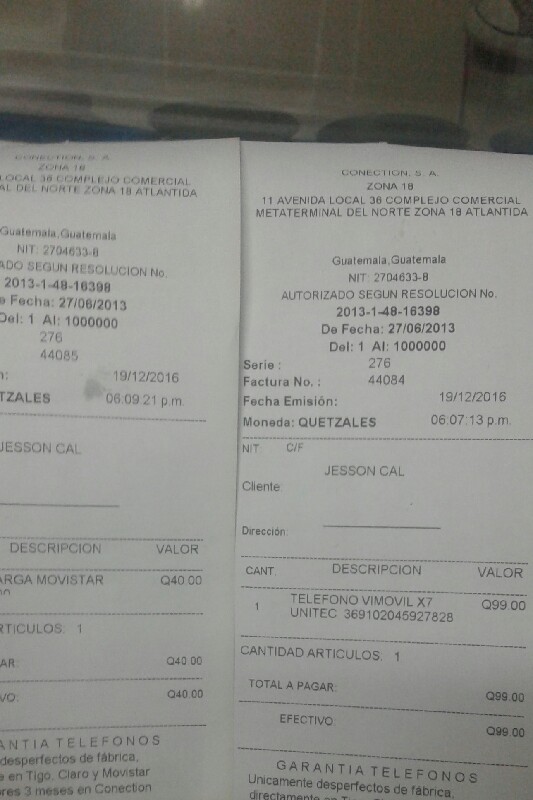 CONECTION, S. A.
ZONA 18
LOCAL 36 COMPLEJO COMERCIAL
AL DEL NORTE ZONA 18 ATLANTIDA
Guatemala,Guatemala
NIT: 2704633-8
ADO SEGUN RESOLUCION No.
2013-1-48-16398
e Fecha: 27/06/2013
Del: 1 Al: 1000000
276
44085
n: 19/12/2016
TZALES 06:09:21 p.m.
JESSON CAL
DESCRIPCION VALOR
ARGA MOVISTAR Q40.00
RTICULOS: 1
AR: Q40.00
VO: Q40.00
ANTIA TELEFONOS
desperfectos de fábrica,
e en Tigo, Claro y Movistar
ores 3 meses en Conection
CONECTION, S. A.
ZONA 18
11 AVENIDA LOCAL 36 COMPLEJO COMERCIAL
METATERMINAL DEL NORTE ZONA 18 ATLANTIDA
Guatemala,Guatemala
NIT: 2704633-8
AUTORIZADO SEGUN RESOLUCION No.
2013-1-48-16398
De Fecha: 27/06/2013
Del: 1 Al: 1000000
Serie : 276
Factura No. : 44084
Fecha Emisión: 19/12/2016
Moneda: QUETZALES 06:07:13 p.m.
NIT C/F
JESSON CAL
Cliente:
Dirección:
CANT. DESCRIPCION VALOR
1 TELEFONO VIMOVIL X7 Q99.00
UNITEC 369102045927828
CANTIDAD ARTICULOS: 1
TOTAL A PAGAR: Q99.00
EFECTIVO: Q99.00
GARANTIA TELEFONOS
Unicamente desperfectos de fábrica,
directamente en